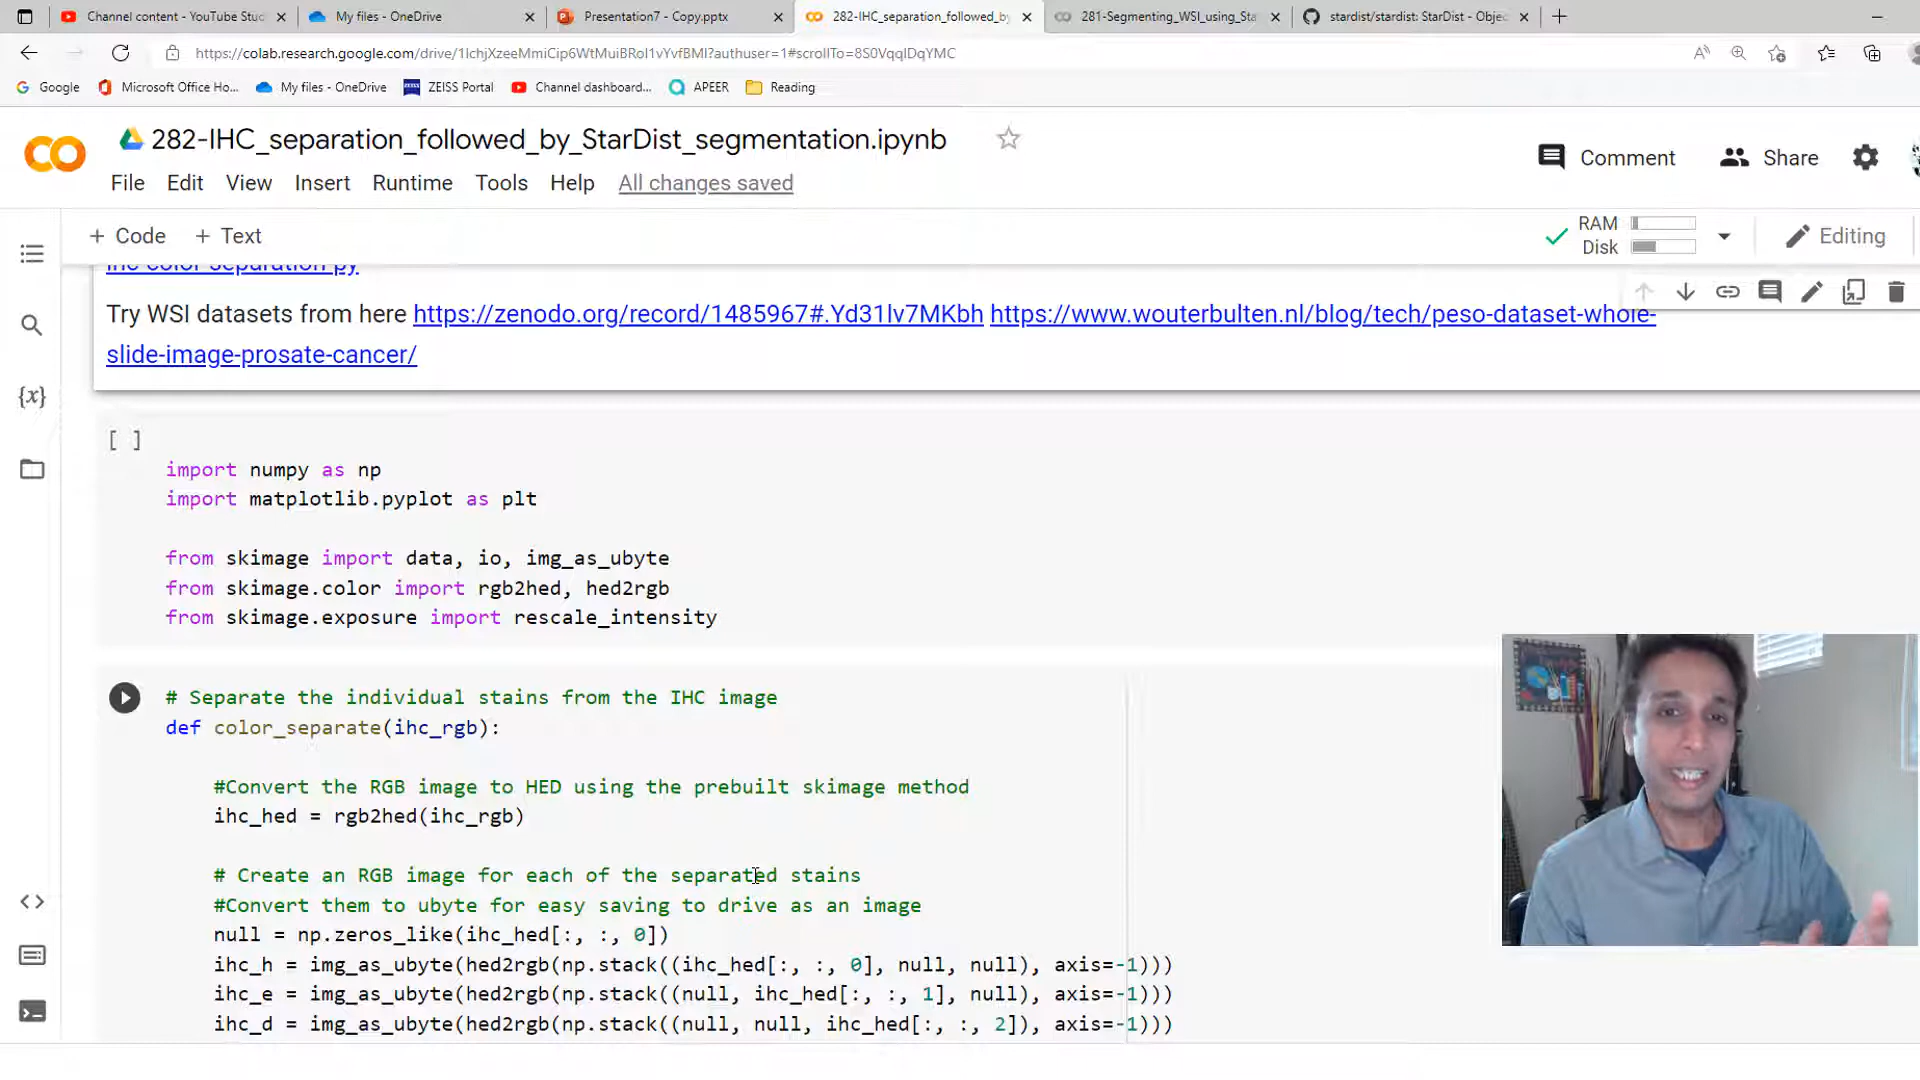 Channel content - YouTube Stud
My files - OneDrive
Presentation7 - Copy.pptx
282-IHC_separation_followed_by
281-Segmenting_WSI_using_Sta
stardist/stardist: StarDist - Objec
https://colab.research.google.com/drive/1IchjXzeeMmiCip6WtMuiBRoI1vYvfBMI?authuser=1#scrollTo=8S0VqqlDqYMC
Google
Microsoft Office Ho...
My files - OneDrive
ZEISS Portal
Channel dashboard...
APEER
Reading
282-IHC_separation_followed_by_StarDist_segmentation.ipynb
Comment
Share
File Edit View Insert Runtime Tools Help All changes saved
+ Code + Text
RAM
Disk
Editing
ihc color separation py
Try WSI datasets from here https://zenodo.org/record/1485967#.Yd31lv7MKbh https://www.wouterbulten.nl/blog/tech/peso-dataset-whole-
slide-image-prosate-cancer/
[ ]
import numpy as np
import matplotlib.pyplot as plt
from skimage import data, io, img_as_ubyte
from skimage.color import rgb2hed, hed2rgb
from skimage.exposure import rescale_intensity
# Separate the individual stains from the IHC image
def color_separate(ihc_rgb):
#Convert the RGB image to HED using the prebuilt skimage method
ihc_hed = rgb2hed(ihc_rgb)
# Create an RGB image for each of the separated stains
#Convert them to ubyte for easy saving to drive as an image
null = np.zeros_like(ihc_hed[:, :, 0])
ihc_h = img_as_ubyte(hed2rgb(np.stack((ihc_hed[:, :, 0], null, null), axis=-1)))
ihc_e = img_as_ubyte(hed2rgb(np.stack((null, ihc_hed[:, :, 1], null), axis=-1)))
ihc_d = img_as_ubyte(hed2rgb(np.stack((null, null, ihc_hed[:, :, 2]), axis=-1)))